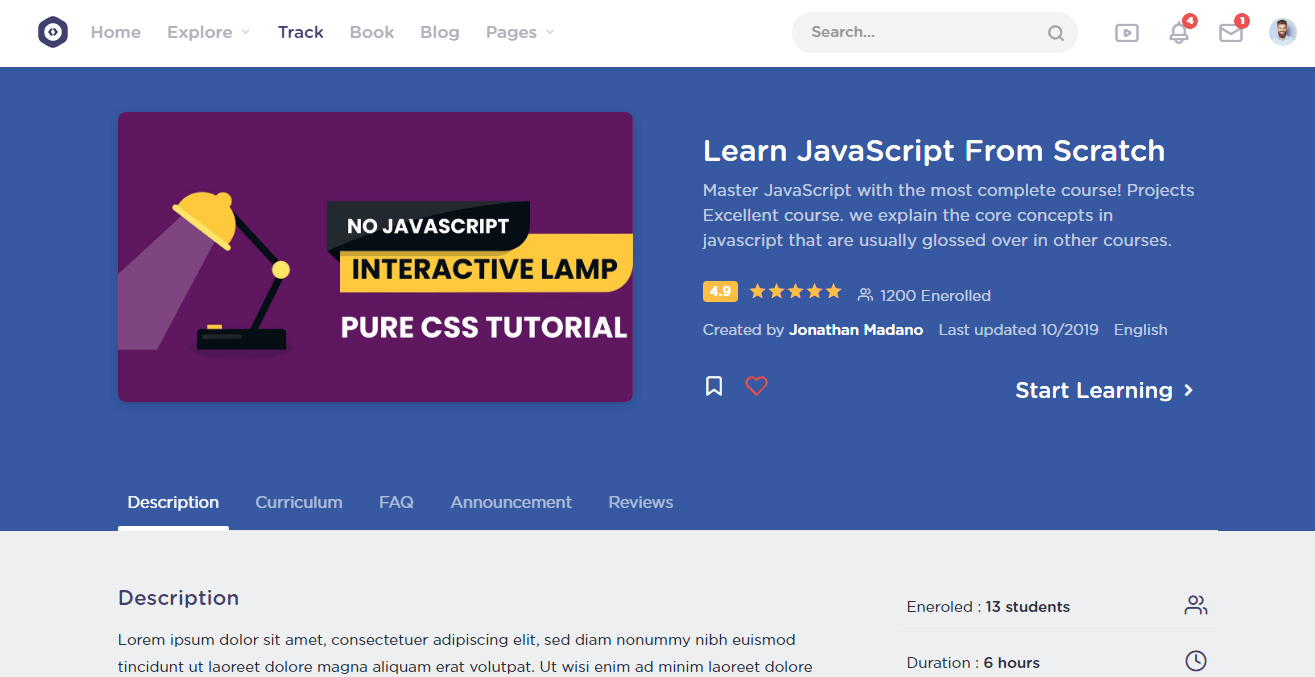 Home Explore Track Book Blog Pages Search... 4 1
NO JAVASCRIPT
INTERACTIVE LAMP
PURE CSS TUTORIAL
Learn JavaScript From Scratch
Master JavaScript with the most complete course! Projects
Excellent course. we explain the core concepts in
javascript that are usually glossed over in other courses.
4.9 1200 Enerolled
Created by Jonathan Madano Last updated 10/2019 English
Start Learning
Description Curriculum FAQ Announcement Reviews
Description
Lorem ipsum dolor sit amet, consectetuer adipiscing elit, sed diam nonummy nibh euismod
tincidunt ut laoreet dolore magna aliquam erat volutpat. Ut wisi enim ad minim laoreet dolore
Eneroled : 13 students
Duration : 6 hours